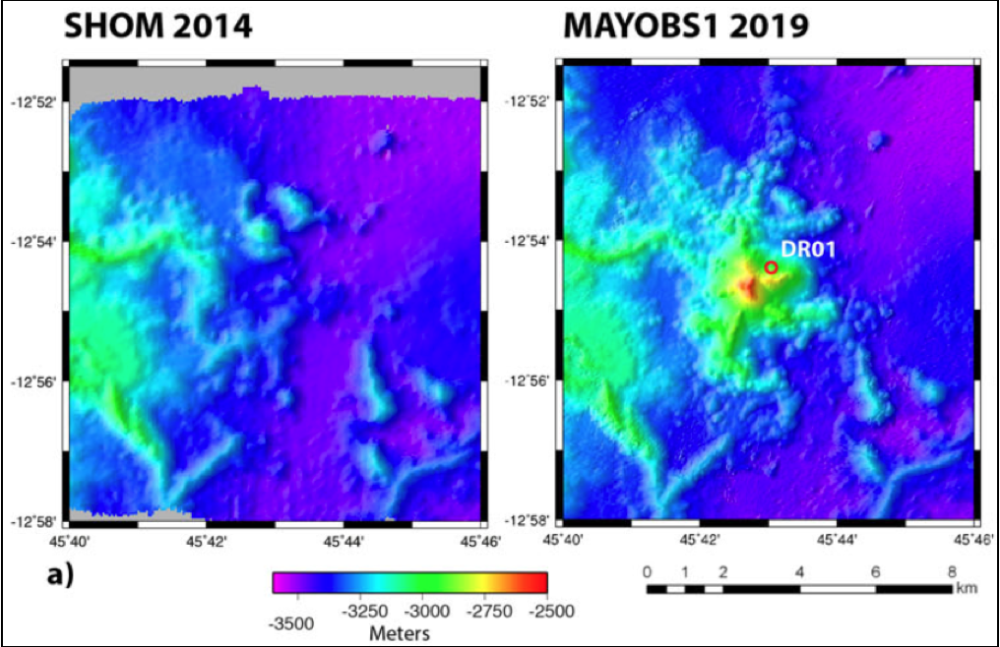 SHOM 2014
MAYOBS1 2019
-12°52'
-12°54'
-12°56'
-12°58'
45°40' 45°42' 45°44' 45°46'
-12°52'
-12°54'
-12°56'
-12°58'
45°40' 45°42' 45°44' 45°46'
DR01
a)
-3500 -3250 -3000 -2750 -2500
Meters
0 1 2 4 6 8
km